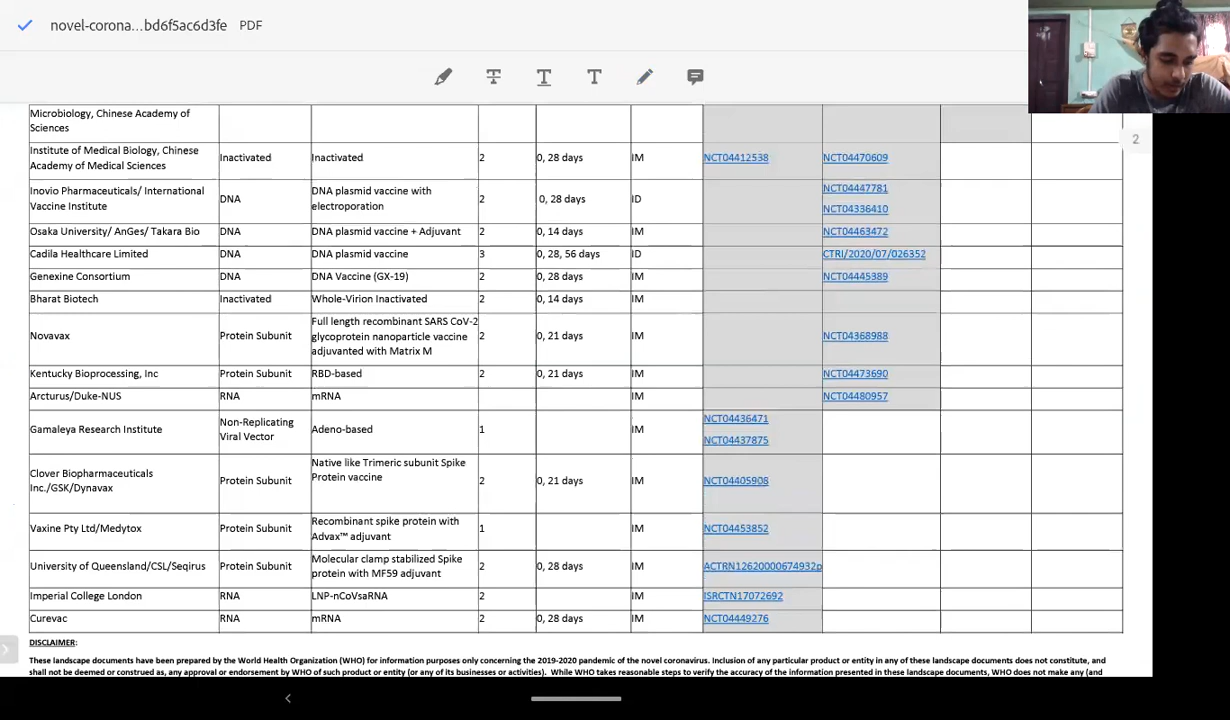 novel-corona...bd6f5ac6d3fe PDF
2
Microbiology, Chinese Academy of
Sciences
Institute of Medical Biology, Chinese
Academy of Medical Sciences
Inactivated
Inactivated
2
0, 28 days
IM
NCT04412538
NCT04470609
Inovio Pharmaceuticals/ International
Vaccine Institute
DNA
DNA plasmid vaccine with
electroporation
2
0, 28 days
ID
NCT04447781
NCT04336410
Osaka University/ AnGes/ Takara Bio
DNA
DNA plasmid vaccine + Adjuvant
2
0, 14 days
IM
NCT04463472
Cadila Healthcare Limited
DNA
DNA plasmid vaccine
3
0, 28, 56 days
ID
CTRI/2020/07/026352
Genexine Consortium
DNA
DNA Vaccine (GX-19)
2
0, 28 days
IM
NCT04445389
Bharat Biotech
Inactivated
Whole-Virion Inactivated
2
0, 14 days
IM
Novavax
Protein Subunit
Full length recombinant SARS CoV-2
glycoprotein nanoparticle vaccine
adjuvanted with Matrix M
2
0, 21 days
IM
NCT04368988
Kentucky Bioprocessing, Inc
Protein Subunit
RBD-based
2
0, 21 days
IM
NCT04473690
Arcturus/Duke-NUS
RNA
mRNA
IM
NCT04480957
Gamaleya Research Institute
Non-Replicating
Viral Vector
Adeno-based
1
IM
NCT04436471
NCT04437875
Clover Biopharmaceuticals
Inc./GSK/Dynavax
Protein Subunit
Native like Trimeric subunit Spike
Protein vaccine
2
0, 21 days
IM
NCT04405908
Vaxine Pty Ltd/Medytox
Protein Subunit
Recombinant spike protein with
Advax™ adjuvant
1
IM
NCT04453852
University of Queensland/CSL/Seqirus
Protein Subunit
Molecular clamp stabilized Spike
protein with MF59 adjuvant
2
0, 28 days
IM
ACTRN12620000674932p
Imperial College London
RNA
LNP-nCoVsaRNA
2
IM
ISRCTN17072692
Curevac
RNA
mRNA
2
0, 28 days
IM
NCT04449276
DISCLAIMER:
These landscape documents have been prepared by the World Health Organization (WHO) for information purposes only concerning the 2019-2020 pandemic of the novel coronavirus. Inclusion of any particular product or entity in any of these landscape documents does not constitute, and
shall not be deemed or construed as, any approval or endorsement by WHO of such product or entity (or any of its businesses or activities). While WHO takes reasonable steps to verify the accuracy of the information presented in these landscape documents, WHO does not make any (and